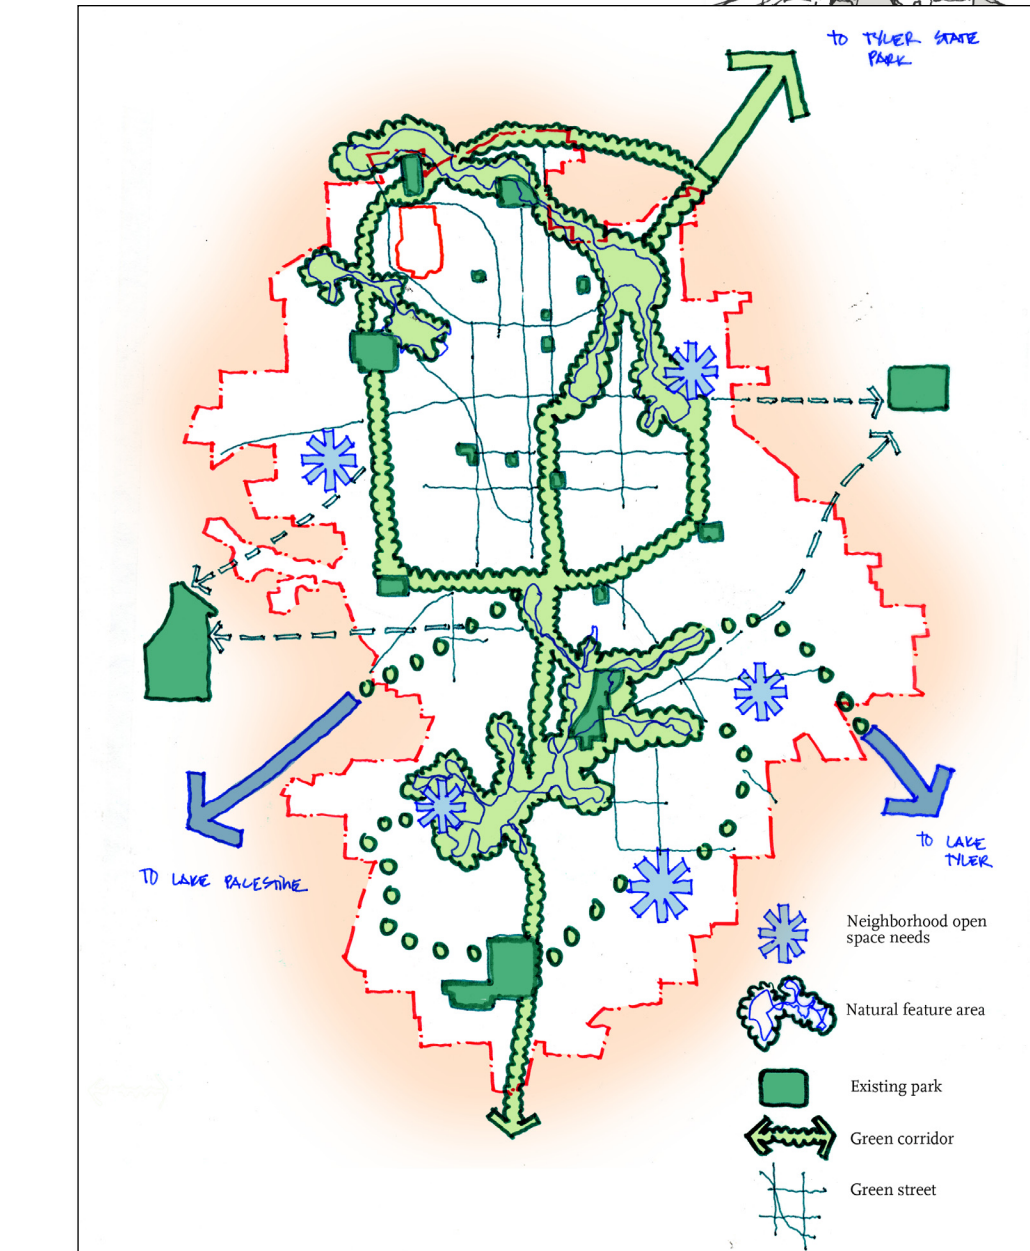 TO TYLER STATE
PARK
TO LAKE
TYLER
TO LAKE PALESTINE
Neighborhood open
space needs
Natural feature area
Existing park
Green corridor
Green street